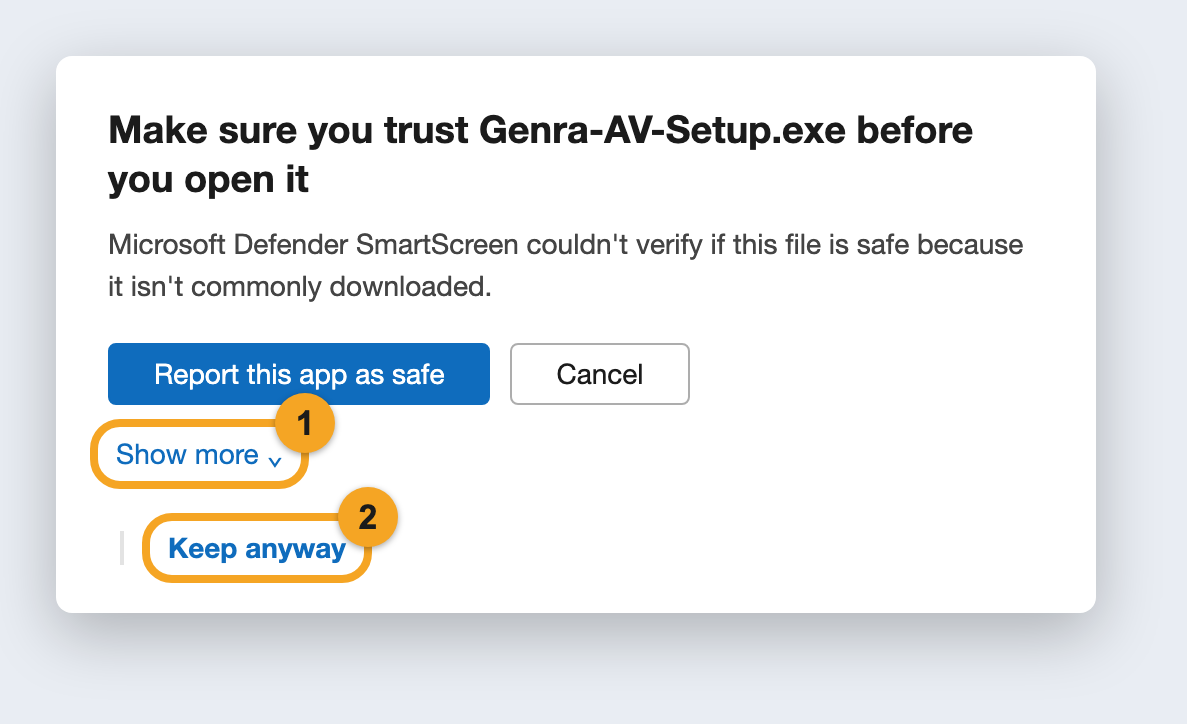 Make sure you trust Genra-AV-Setup.exe before
you open it
Microsoft Defender SmartScreen couldn't verify if this file is safe because
it isn't commonly downloaded.
Report this app as safe
Cancel
1
Show more
2
Keep anyway